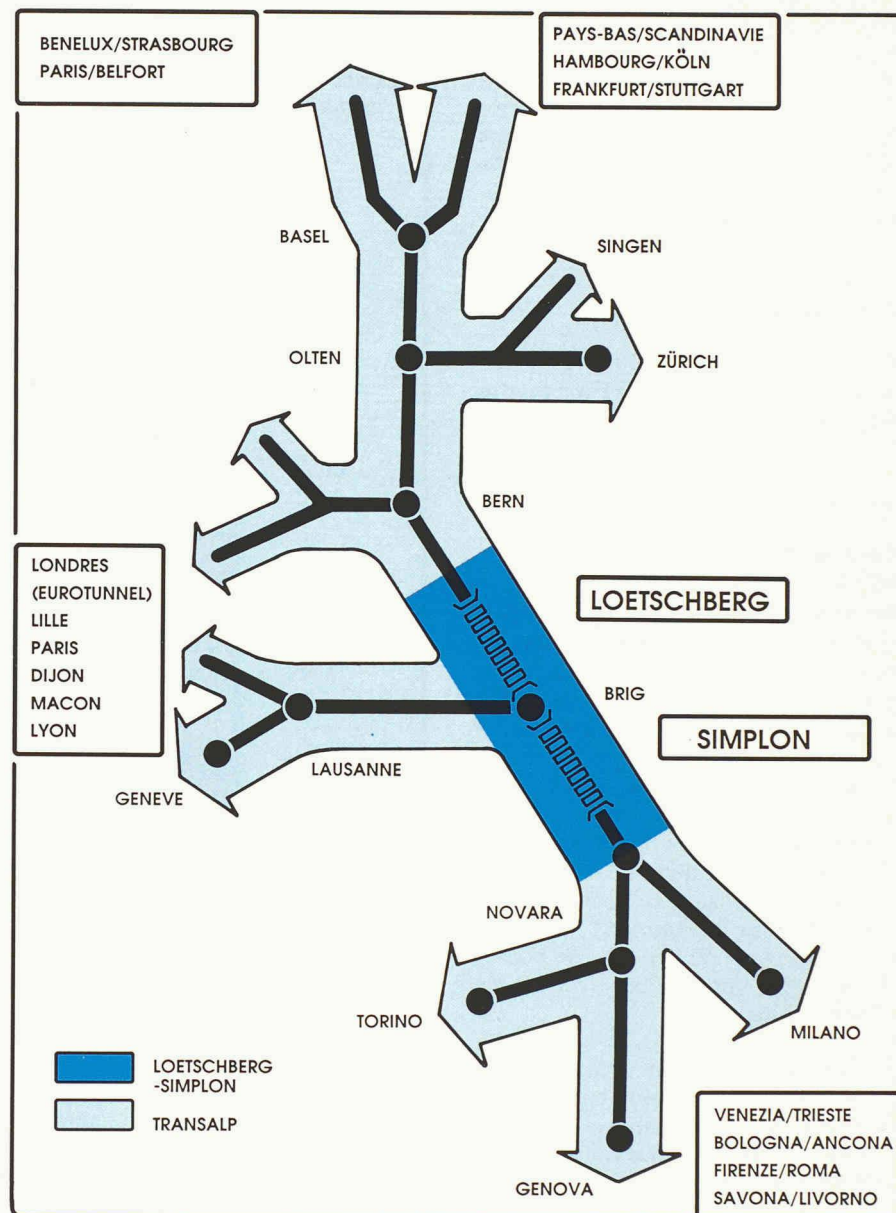 BENELUX/STRASBOURG
PARIS/BELFORT
PAYS-BAS/SCANDINAVIE
HAMBOURG/KÖLN
FRANKFURT/STUTTGART
BASEL
SINGEN
OLTEN
ZÜRICH
BERN
LONDRES
(EUROTUNNEL)
LILLE
PARIS
DIJON
MACON
LYON
LOETSCHBERG
BRIG
SIMPLON
LAUSANNE
GENEVE
NOVARA
TORINO
MILANO
LOETSCHBERG
-SIMPLON
TRANSALP
VENEZIA/TRIESTE
BOLOGNA/ANCONA
FIRENZE/ROMA
SAVONA/LIVORNO
GENOVA